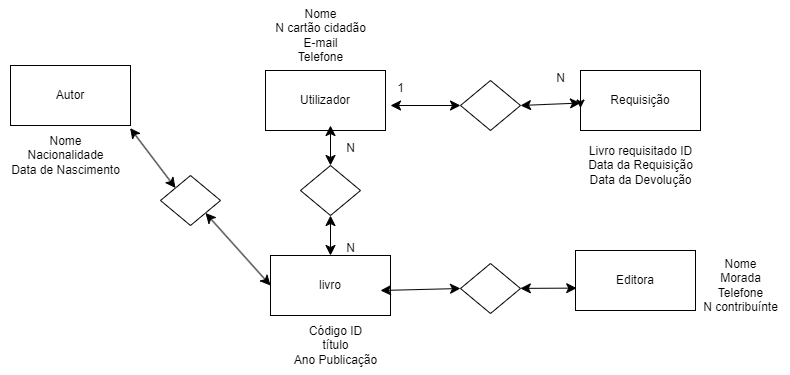 Nome
N cartão cidadão
E-mail
Telefone
Autor
Utilizador
1
N
Requisição
Nome
Nacionalidade
Data de Nascimento
N
Livro requisitado ID
Data da Requisição
Data da Devolução
N
livro
Editora
Nome
Morada
Telefone
N contribuínte
Código ID
título
Ano Publicação